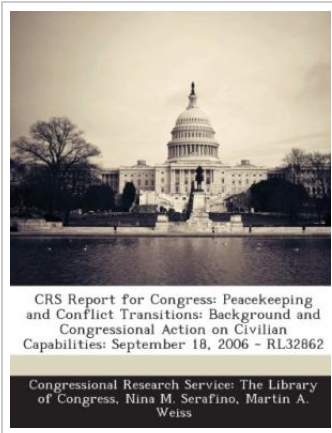 CRS Report for Congress: Peacekeeping
and Conflict Transitions: Background and
Congressional Action on Civilian
Capabilities: September 18, 2006 - RL32862
Congressional Research Service: The Library
of Congress, Nina M. Serafino, Martin A.
Weiss